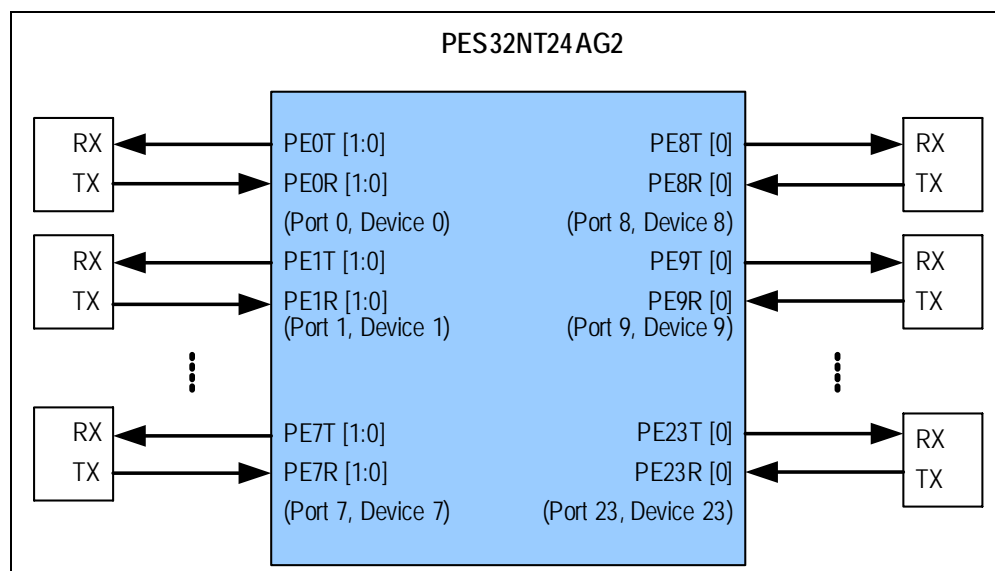 PES32NT24AG2
RX PE0T [1:0] PE8T [0] RX
TX PE0R [1:0] PE8R [0] TX
(Port 0, Device 0) (Port 8, Device 8)
RX PE1T [1:0] PE9T [0] RX
TX PE1R [1:0] PE9R [0] TX
(Port 1, Device 1) (Port 9, Device 9)
RX PE7T [1:0] PE23T [0] RX
TX PE7R [1:0] PE23R [0] TX
(Port 7, Device 7) (Port 23, Device 23)